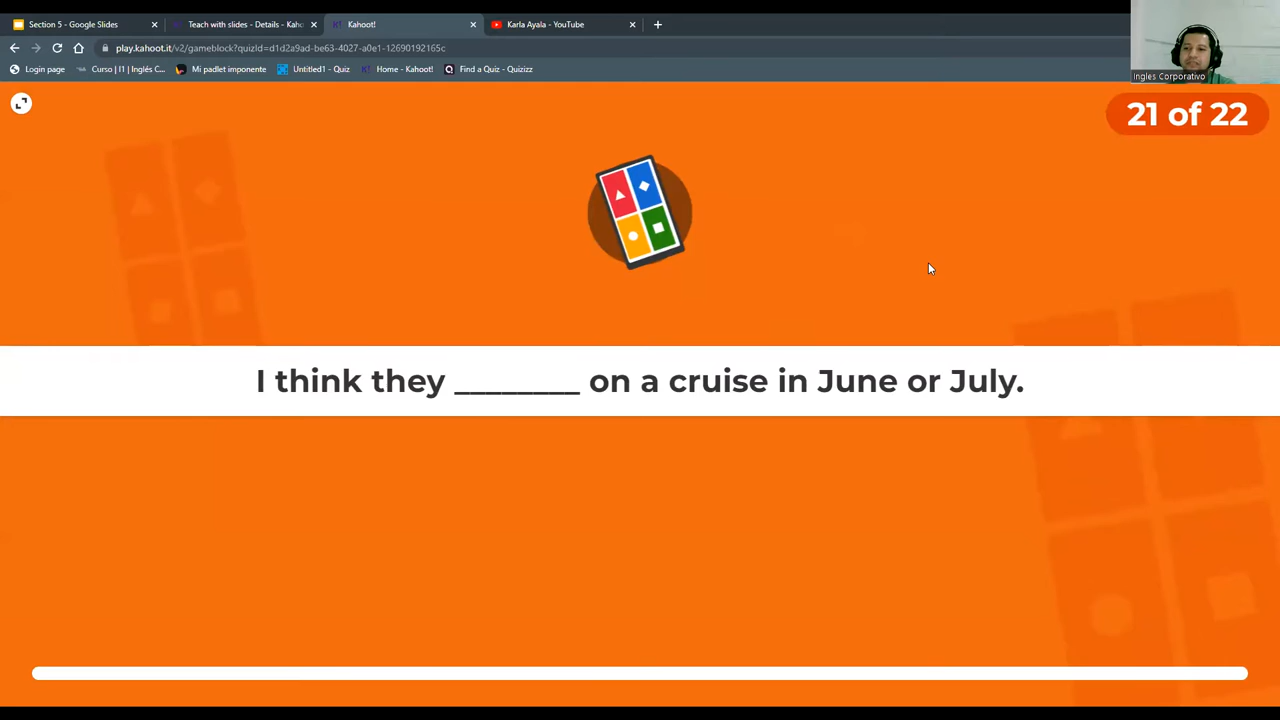 Section 5 - Google Slides
Teach with slides - Details - Kaho
Kahoot!
Karla Ayala - YouTube
play.kahoot.it/v2/gameblock?quizId=d1d2a9ad-be63-4027-a0e1-12690192165c
Login page
Curso | I1 | Inglés C...
Mi padlet imponente
Untitled1 - Quiz
Home - Kahoot!
Find a Quiz - Quizizz
Ingles Corporativo
21 of 22
I think they ________ on a cruise in June or July.